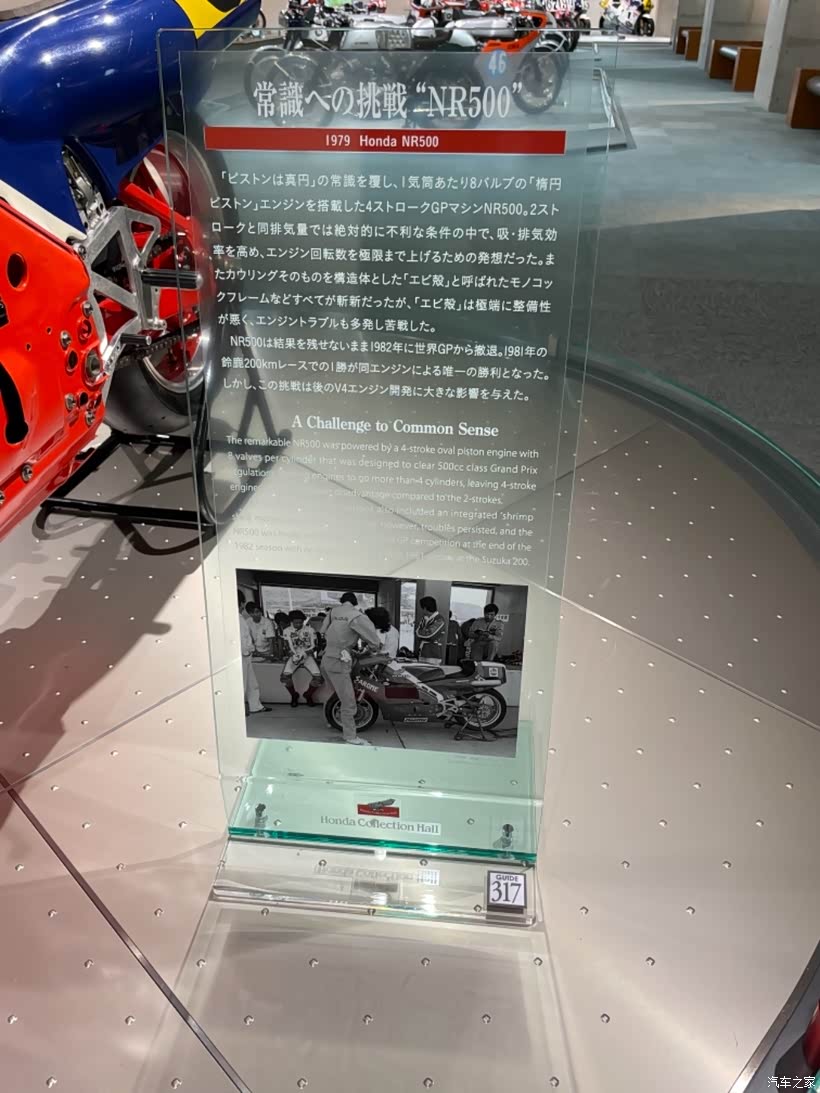 46
常識への挑戦 “NR500”
1979 Honda NR500
「ピストンは真円」の常識を覆し、1気筒あたり8バルブの「楕円
ピストン」エンジンを搭載した4ストロークGPマシンNR500。2スト
ロークと同排気量では絶対的に不利な条件の中で、吸・排気効
率を高め、エンジン回転数を極限まで上げるための発想だった。ま
たカウリングそのものを構造体とした「エビ殻」と呼ばれたモノコッ
クフレームなどすべてが斬新だったが、「エビ殻」は極端に整備性
が悪く、エンジントラブルも多発し苦戦した。
NR500は結果を残せないまま1982年に世界GPから撤退。1981年の
鈴鹿200kmレースでの1勝が同エンジンによる唯一の勝利となった。
しかし、この挑戦は後のV4エンジン開発に大きな影響を与えた。
A Challenge to Common Sense
The remarkable NR500 was powered by a 4-stroke oval piston engine with
8 valves per cylinder that was designed to clear 500cc class Grand Prix
engines to go more than 4 cylinders, leaving 4-stroke
disadvantage compared to the 2-strokes.
also included an integrated "shrimp
However, troubles persisted, and the
NR500 was GP competition at the end of the
1982 season with at the Suzuka 200.
Honda Collection Hall
GUIDE
317
汽车之家